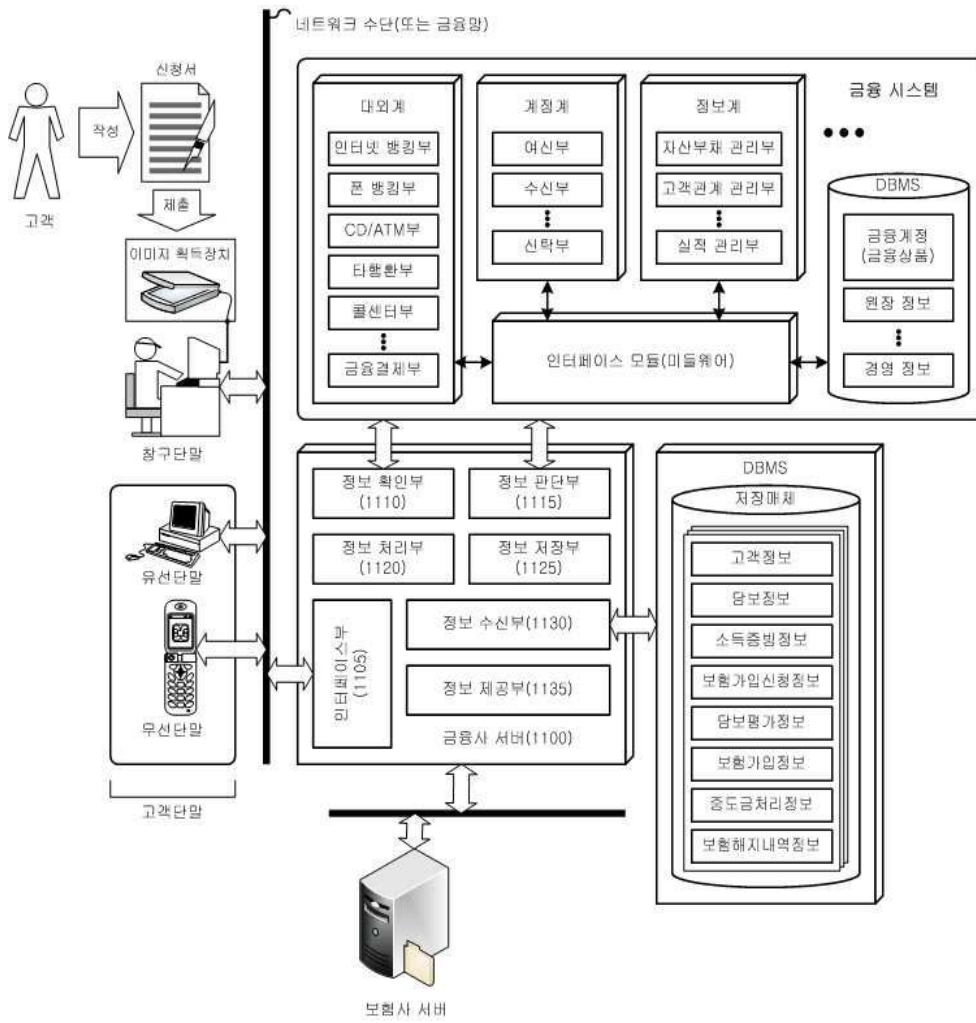 네트워크 수단(또는 금융망)
신청서
작성
고객
제출
이미지 획득장치
창구단말
유선단말
무선단말
고객단말
금융 시스템
대외계
인터넷 뱅킹부
폰 뱅킹부
CD/ATM부
타행환부
콜센터부
금융결제부
계정계
여신부
수신부
신탁부
정보계
자산부채 관리부
고객관계 관리부
실적 관리부
DBMS
금융계정
(금융상품)
원장 정보
경영 정보
인터페이스 모듈(미들웨어)
정보 확인부
(1110)
정보 판단부
(1115)
정보 처리부
(1120)
정보 저장부
(1125)
인터페이스부
(1105)
정보 수신부(1130)
정보 제공부(1135)
금융사 서버(1100)
DBMS
저장매체
고객정보
담보정보
소득증빙정보
보험가입신청정보
담보평가정보
보험가입정보
중도금처리정보
보험해지내역정보
보험사 서버